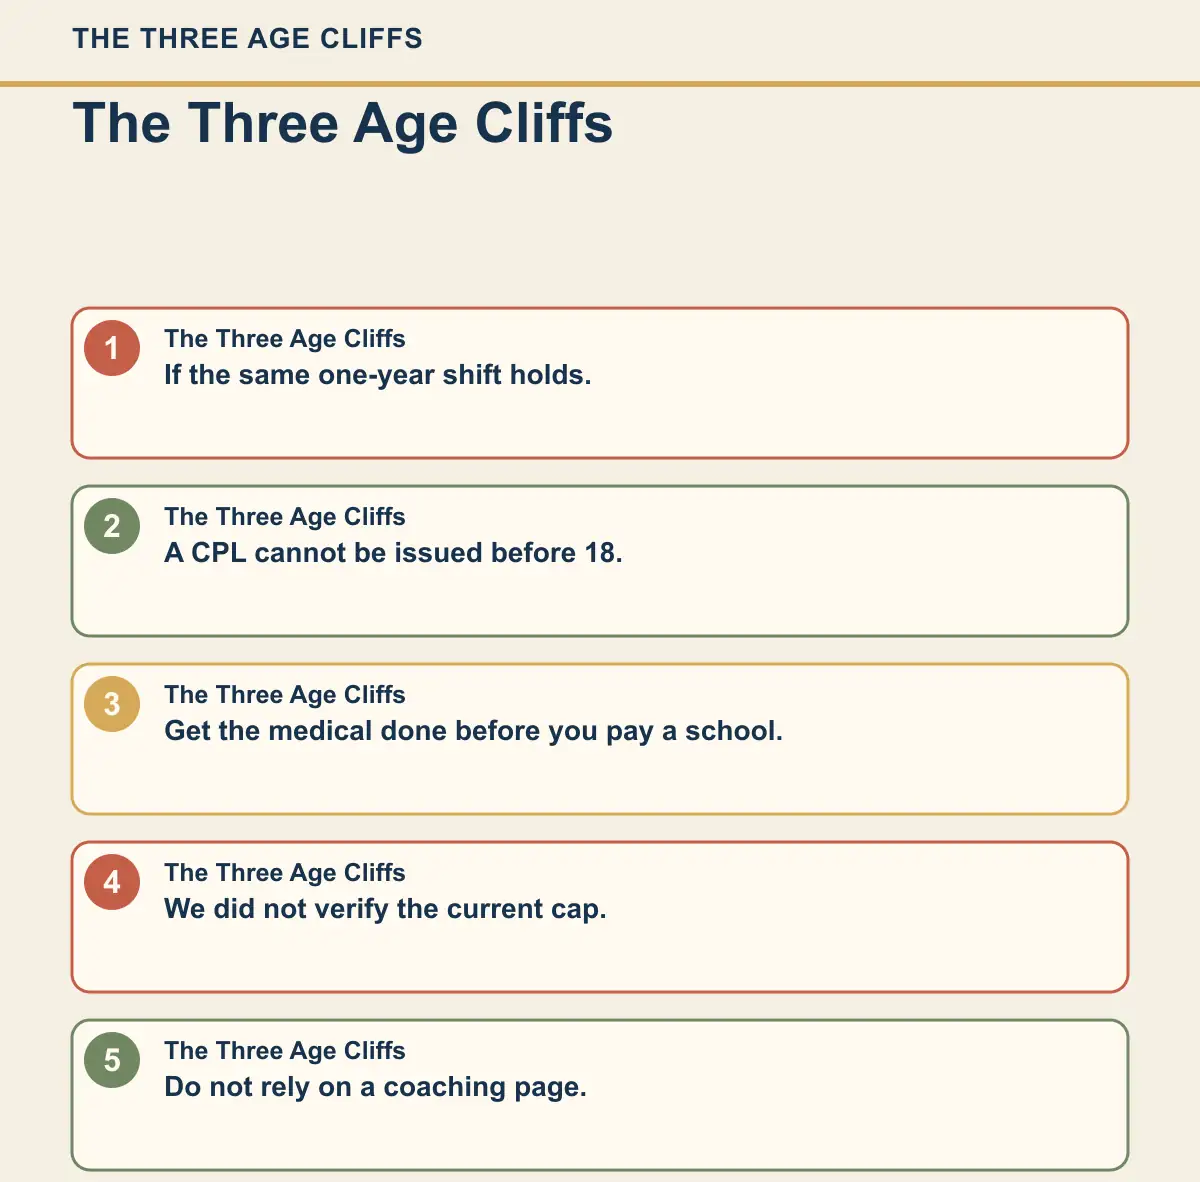 THE THREE AGE CLIFFS
The Three Age Cliffs
1
The Three Age Cliffs
If the same one-year shift holds.
2
The Three Age Cliffs
A CPL cannot be issued before 18.
3
The Three Age Cliffs
Get the medical done before you pay a school.
4
The Three Age Cliffs
We did not verify the current cap.
5
The Three Age Cliffs
Do not rely on a coaching page.